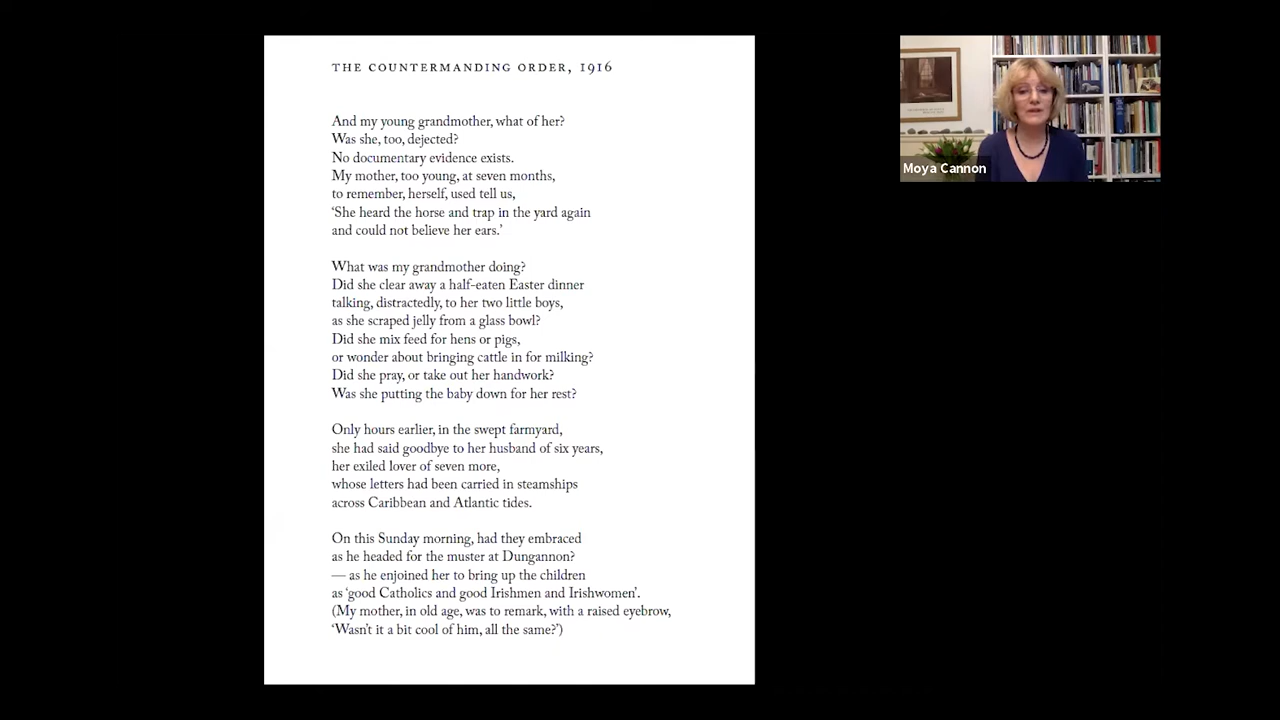 THE COUNTERMANDING ORDER, 1916
And my young grandmother, what of her?
Was she, too, dejected?
No documentary evidence exists.
My mother, too young, at seven months,
to remember, herself, used tell us,
‘She heard the horse and trap in the yard again
and could not believe her ears.’
What was my grandmother doing?
Did she clear away a half-eaten Easter dinner
talking, distractedly, to her two little boys,
as she scraped jelly from a glass bowl?
Did she mix feed for hens or pigs,
or wonder about bringing cattle in for milking?
Did she pray, or take out her handwork?
Was she putting the baby down for her rest?
Only hours earlier, in the swept farmyard,
she had said goodbye to her husband of six years,
her exiled lover of seven more,
whose letters had been carried in steamships
across Caribbean and Atlantic tides.
On this Sunday morning, had they embraced
as he headed for the muster at Dungannon?
— as he enjoined her to bring up the children
as ‘good Catholics and good Irishmen and Irishwomen’.
(My mother, in old age, was to remark, with a raised eyebrow,
‘Wasn’t it a bit cool of him, all the same?’)
Moya Cannon